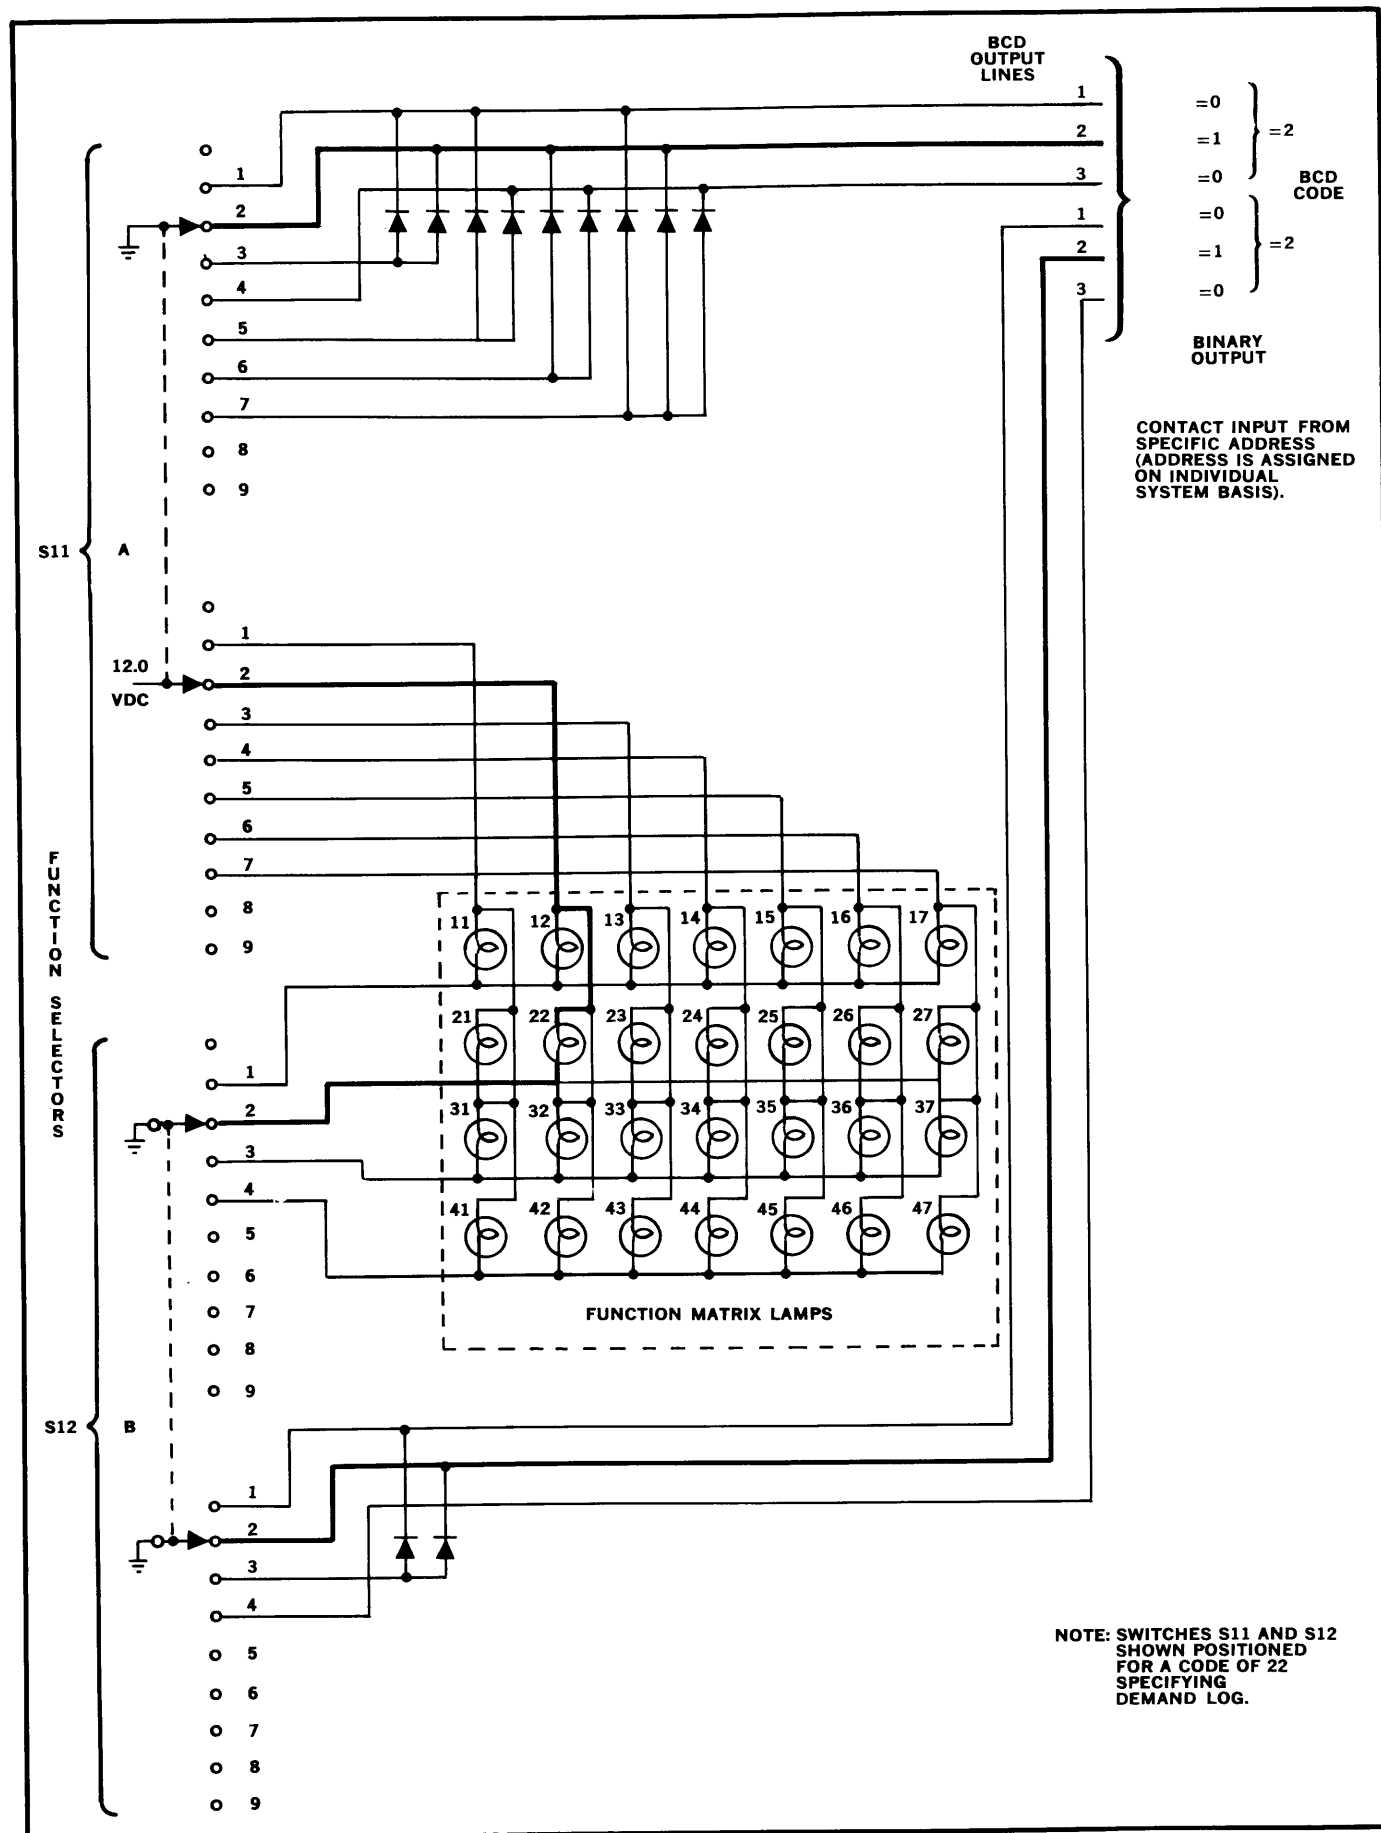 BCD
OUTPUT
LINES
1
=0
2
=1
=2
3
=0
BCD
CODE
1
=0
2
=1
=2
3
=0
BINARY
OUTPUT
CONTACT INPUT FROM
SPECIFIC ADDRESS
(ADDRESS IS ASSIGNED
ON INDIVIDUAL
SYSTEM BASIS).
1
2
3
4
5
6
7
8
9
S11
A
1
12.0
VDC
2
3
4
5
6
7
8
9
FUNCTION SELECTORS
11 12 13 14 15 16 17
21 22 23 24 25 26 27
31 32 33 34 35 36 37
41 42 43 44 45 46 47
FUNCTION MATRIX LAMPS
1
2
3
4
5
6
7
8
9
S12
B
1
2
3
4
5
6
7
8
9
NOTE: SWITCHES S11 AND S12
SHOWN POSITIONED
FOR A CODE OF 22
SPECIFYING
DEMAND LOG.